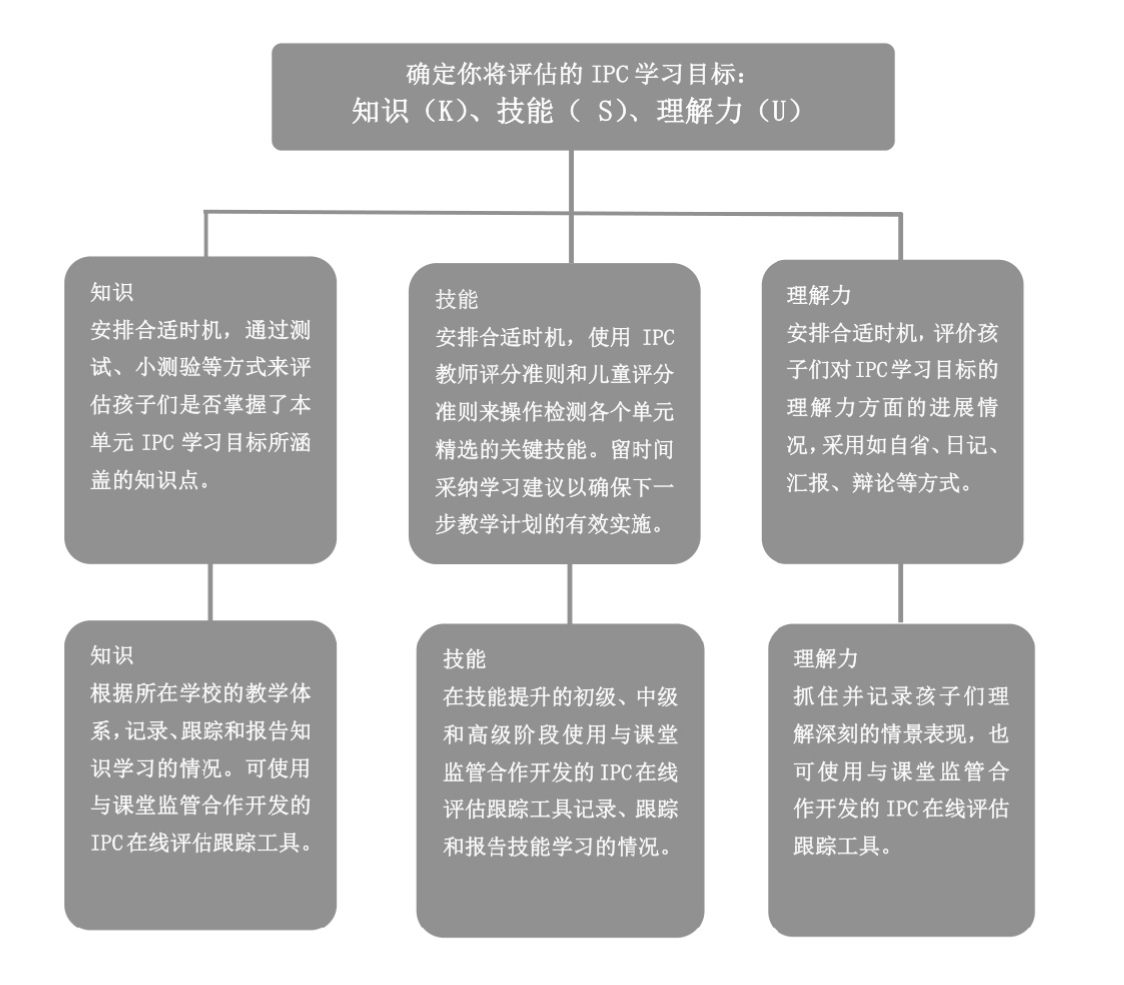 确定你将评估的 IPC 学习目标：
知识（K）、技能（ S）、理解力（U）
知识
安排合适时机，通过测
试、小测验等方式来评
估孩子们是否掌握了本
单元 IPC 学习目标所涵
盖的知识点。
技能
安排合适时机，使用 IPC
教师评分准则和儿童评分
准则来操作检测各个单元
精选的关键技能。留时间
采纳学习建议以确保下一
步教学计划的有效实施。
理解力
安排合适时机，评价孩
子们对 IPC 学习目标的
理解力方面的进展情
况，采用如自省、日记、
汇报、辩论等方式。
知识
根据所在学校的教学体
系，记录、跟踪和报告知
识学习的情况。可使用
与课堂监管合作开发的
IPC 在线评估跟踪工具。
技能
在技能提升的初级、中级
和高级阶段使用与课堂
监管合作开发的 IPC 在线
评估跟踪工具记录、跟踪
和报告技能学习的情况。
理解力
抓住并记录孩子们理
解深刻的情景表现，也
可使用与课堂监管合
作开发的 IPC 在线评估
跟踪工具。